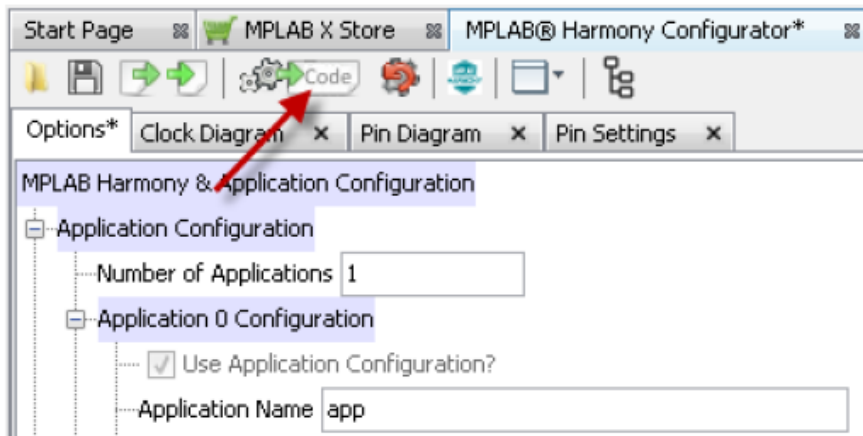 Start Page MPLAB X Store MPLAB® Harmony Configurator*
Code
Options* Clock Diagram Pin Diagram Pin Settings
MPLAB Harmony & Application Configuration
Application Configuration
Number of Applications 1
Application 0 Configuration
Use Application Configuration?
Application Name app